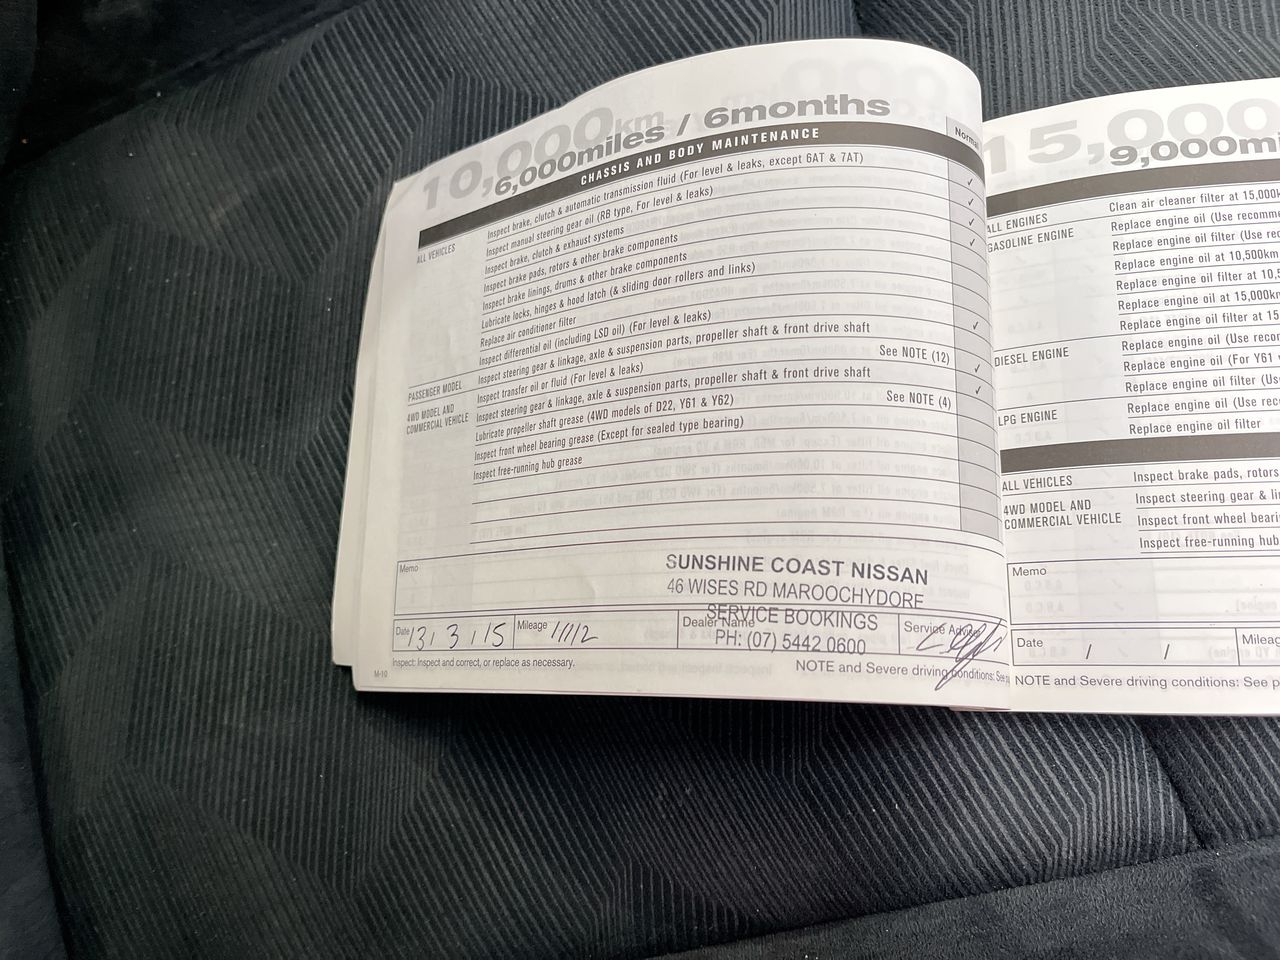 10,000km
6,000miles / 6months
CHASSIS AND BODY MAINTENANCE
Normal
ALL VEHICLES
Inspect brake, clutch & automatic transmission fluid (For level & leaks, except 6AT & 7AT) ✓
Inspect manual steering gear oil (RB type, For level & leaks) ✓
Inspect brake, clutch & exhaust systems ✓
Inspect brake pads, rotors & other brake components ✓
Inspect brake linings, drums & other brake components
Lubricate locks, hinges & hood latch (& sliding door rollers and links)
Replace air conditioner filter
Inspect differential oil (including LSD oil) (For level & leaks) ✓
PASSENGER MODEL
Inspect steering gear & linkage, axle & suspension parts, propeller shaft & front drive shaft
4WD MODEL AND
COMMERCIAL VEHICLE
Inspect transfer oil or fluid (For level & leaks) See NOTE (12) ✓
Inspect steering gear & linkage, axle & suspension parts, propeller shaft & front drive shaft ✓
Lubricate propeller shaft grease (4WD models of D22, Y61 & Y62) See NOTE (4)
Inspect front wheel bearing grease (Except for sealed type bearing)
Inspect free-running hub grease
Memo
SUNSHINE COAST NISSAN
46 WISES RD MAROOCHYDORE
SERVICE BOOKINGS
PH: (07) 5442 0600
Date 13 / 3 / 15
Mileage 11112
Dealer Name
Service Advisor
Inspect: Inspect and correct, or replace as necessary.
NOTE and Severe driving conditions: See
M-10
15,000
9,000mi
ALL ENGINES
Clean air cleaner filter at 15,000k
GASOLINE ENGINE
Replace engine oil (Use recomm
Replace engine oil filter (Use rec
Replace engine oil at 10,500km
Replace engine oil filter at 10,5
Replace engine oil at 15,000km
Replace engine oil filter at 15
DIESEL ENGINE
Replace engine oil (Use recor
Replace engine oil (For Y61
Replace engine oil filter (Us
LPG ENGINE
Replace engine oil (Use rec
Replace engine oil filter
ALL VEHICLES
Inspect brake pads, rotors
4WD MODEL AND
COMMERCIAL VEHICLE
Inspect steering gear & li
Inspect front wheel beari
Inspect free-running hub
Memo
Date / /
Mileag
NOTE and Severe driving conditions: See p